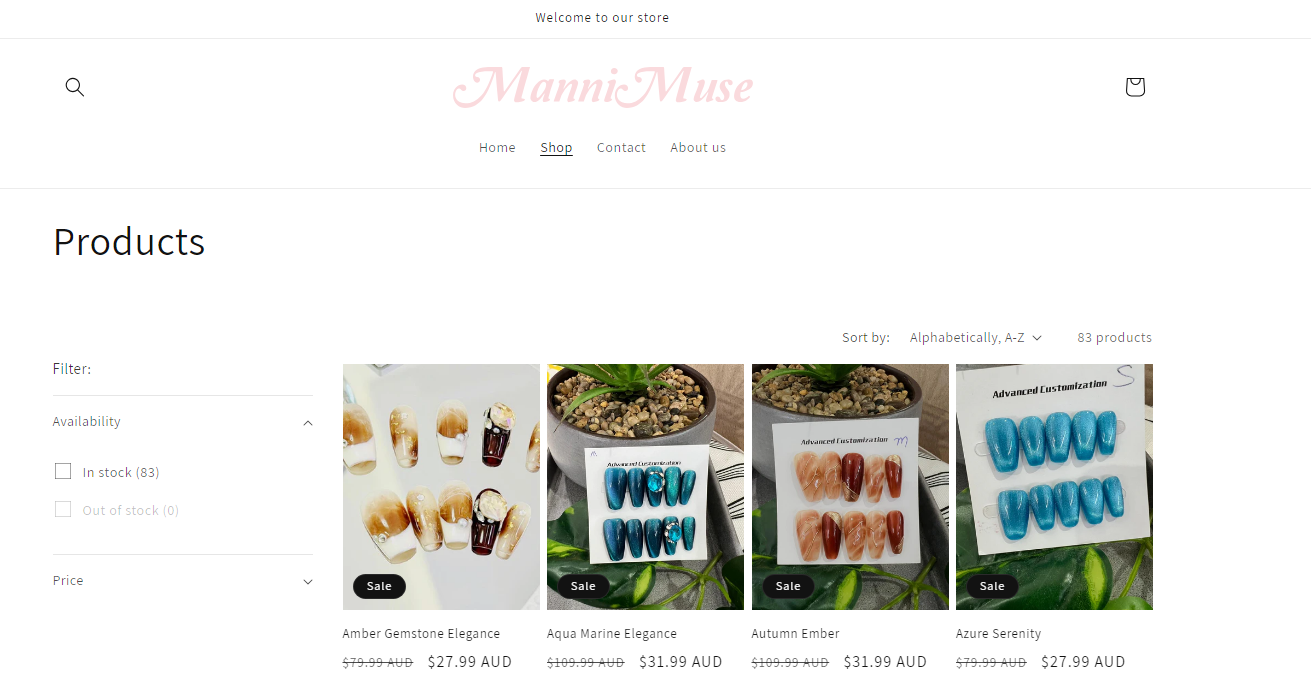 Welcome to our store
ManniMuse
Home Shop Contact About us
Products
Sort by: Alphabetically, A-Z 83 products
Filter:
Availability
In stock (83)
Out of stock (0)
Price
Advanced Customization M
Advanced Customization m
Advanced Customization S
Sale
Sale
Sale
Sale
Amber Gemstone Elegance
$79.99 AUD $27.99 AUD
Aqua Marine Elegance
$109.99 AUD $31.99 AUD
Autumn Ember
$109.99 AUD $31.99 AUD
Azure Serenity
$79.99 AUD $27.99 AUD